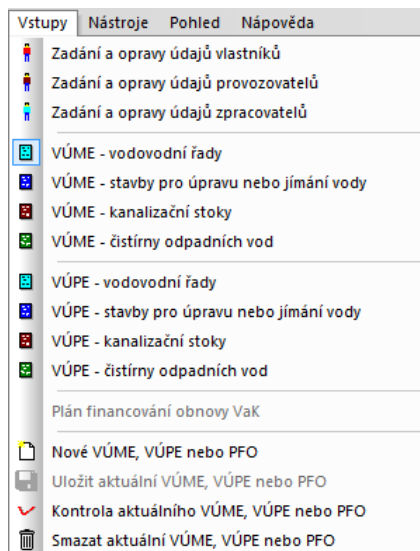 Vstupy Nástroje Pohled Nápověda
Zadání a opravy údajů vlastníků
Zadání a opravy údajů provozovatelů
Zadání a opravy údajů zpracovatelů
VÚME - vodovodní řady
VÚME - stavby pro úpravu nebo jímání vody
VÚME - kanalizační stoky
VÚME - čistírny odpadních vod
VÚPE - vodovodní řady
VÚPE - stavby pro úpravu nebo jímání vody
VÚPE - kanalizační stoky
VÚPE - čistírny odpadních vod
Plán financování obnovy VaK
Nové VÚME, VÚPE nebo PFO
Uložit aktuální VÚME, VÚPE nebo PFO
Kontrola aktuálního VÚME, VÚPE nebo PFO
Smazat aktuální VÚME, VÚPE nebo PFO